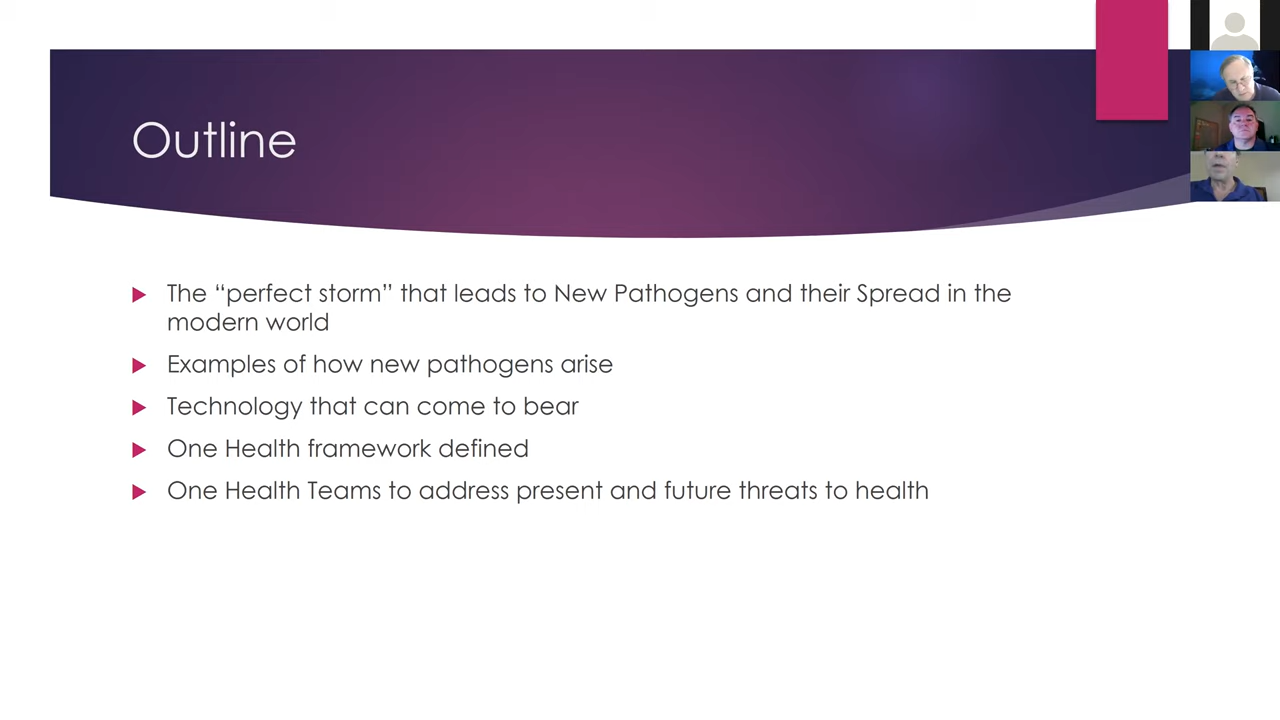 Outline
The “perfect storm” that leads to New Pathogens and their Spread in the
modern world
Examples of how new pathogens arise
Technology that can come to bear
One Health framework defined
One Health Teams to address present and future threats to health